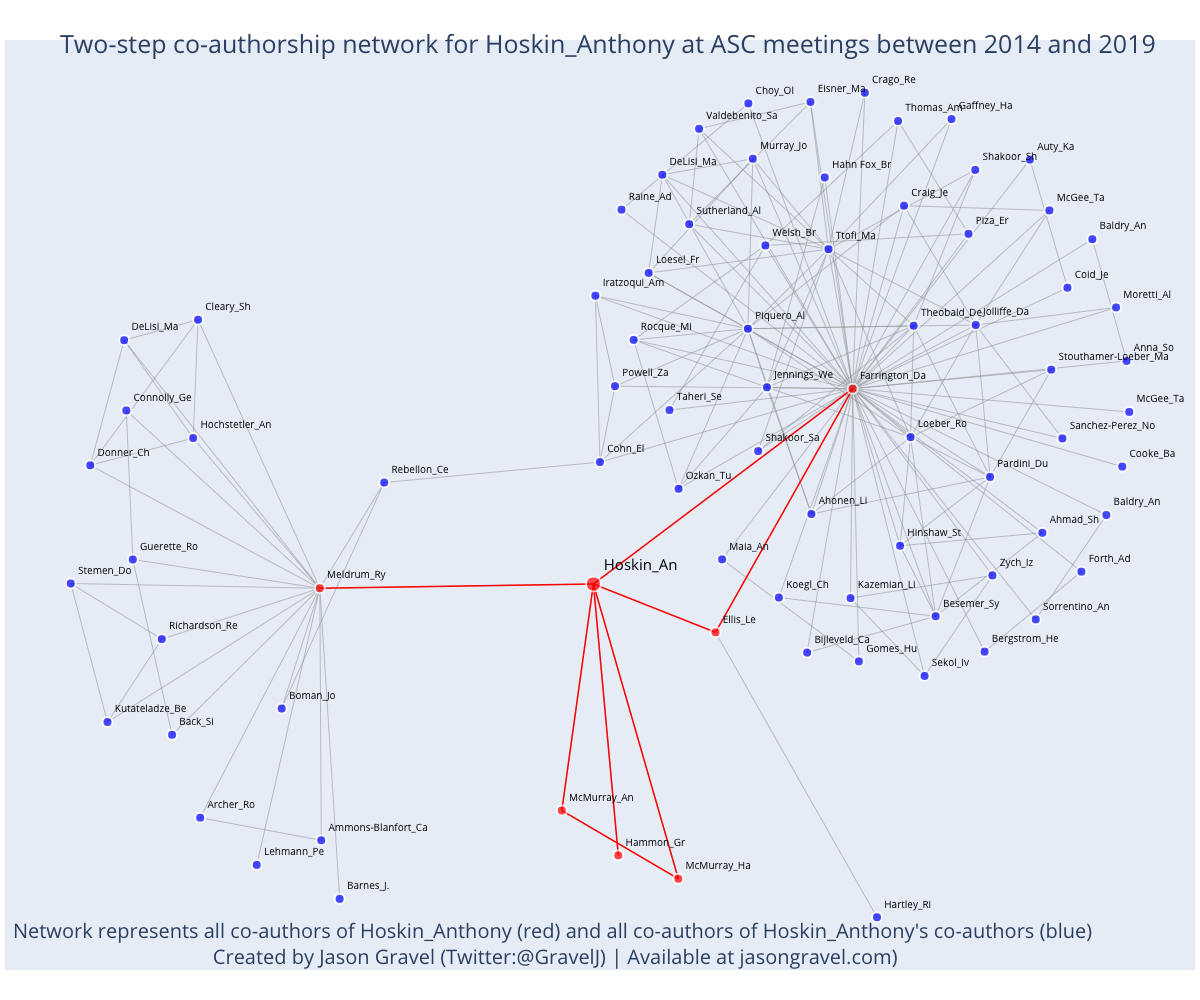 Two-step co-authorship network for Hoskin_Anthony at ASC meetings between 2014 and 2019
Crago_Re
Choy_Ol
Eisner_Ma
Thomas_Am
Gaffney_Ha
Valdebenito_Sa
Murray_Jo
Auty_Ka
Shakoor_Sh
DeLisi_Ma
Hahn Fox_Br
Raine_Ad
Craig_Je
McGee_Ta
Sutherland_Al
Piza_Er
Baldry_An
Welsh_Br
Ttofi_Ma
Loesel_Fr
Coid_Je
Iratzoqui_Am
Moretti_Al
Cleary_Sh
Piquero_Al
Theobald_De
Jolliffe_Da
DeLisi_Ma
Rocque_Mi
Anna_So
Stouthamer-Loeber_Ma
Powell_Za
Jennings_We
Farrington_Da
Connolly_Ge
Taheri_Se
McGee_Ta
Hochstetler_An
Loeber_Ro
Sanchez-Perez_No
Shakoor_Sa
Donner_Ch
Cohn_El
Cooke_Ba
Rebellon_Ce
Ozkan_Tu
Pardini_Du
Ahonen_Li
Baldry_An
Ahmad_Sh
Hinshaw_St
Guerette_Ro
Maia_An
Zych_Iz
Forth_Ad
Hoskin_An
Stemen_Do
Meldrum_Ry
Koegl_Ch
Kazemian_Li
Besemer_Sy
Sorrentino_An
Ellis_Le
Richardson_Re
Bijleveld_Ca
Gomes_Hu
Bergstrom_He
Sekol_Iv
Boman_Jo
Kutateladze_Be
Back_Si
McMurray_An
Archer_Ro
Ammons-Blanfort_Ca
Hammon_Gr
Lehmann_Pe
McMurray_Ha
Barnes_J.
Hartley_Ri
Network represents all co-authors of Hoskin_Anthony (red) and all co-authors of Hoskin_Anthony's co-authors (blue)
Created by Jason Gravel (Twitter:@GravelJ) | Available at jasongravel.com)